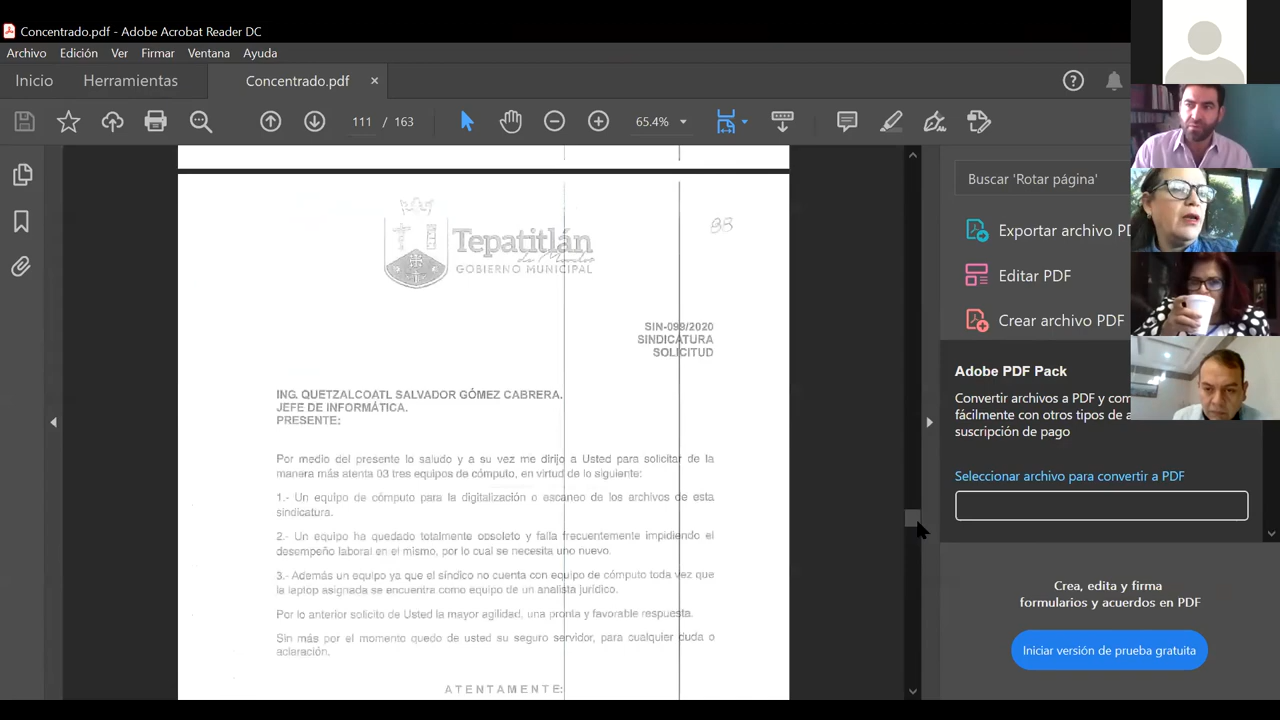 Concentrado.pdf - Adobe Acrobat Reader DC
Archivo Edición Ver Firmar Ventana Ayuda
Inicio Herramientas Concentrado.pdf ×
111 / 163 65.4%
88
Tepatitlán
de Morelos
GOBIERNO MUNICIPAL
SIN-099/2020
SINDICATURA
SOLICITUD
ING. QUETZALCOATL SALVADOR GÓMEZ CABRERA.
JEFE DE INFORMÁTICA.
PRESENTE;
Por medio del presente lo saludo y a su vez me dirijo a Usted para solicitar de la
manera más atenta 03 tres equipos de cómputo, en virtud de lo siguiente:
1.- Un equipo de cómputo para la digitalización o escaneo de los archivos de esta
sindicatura.
2.- Un equipo ha quedado totalmente obsoleto y falla frecuentemente impidiendo el
desempeño laboral en el mismo, por lo cual se necesita uno nuevo.
3.- Además un equipo ya que el síndico no cuenta con equipo de cómputo toda vez que
la laptop asignada se encuentra como equipo de un analista jurídico.
Por lo anterior solicito de Usted la mayor agilidad, una pronta y favorable respuesta.
Sin más por el momento quedo de usted su seguro servidor, para cualquier duda o
aclaración.
ATENTAMENTE:
Buscar 'Rotar página'
Exportar archivo PD
Editar PDF
Crear archivo PDF
Adobe PDF Pack
Convertir archivos a PDF y com
fácilmente con otros tipos de a
suscripción de pago
Seleccionar archivo para convertir a PDF
Crea, edita y firma
formularios y acuerdos en PDF
Iniciar versión de prueba gratuita